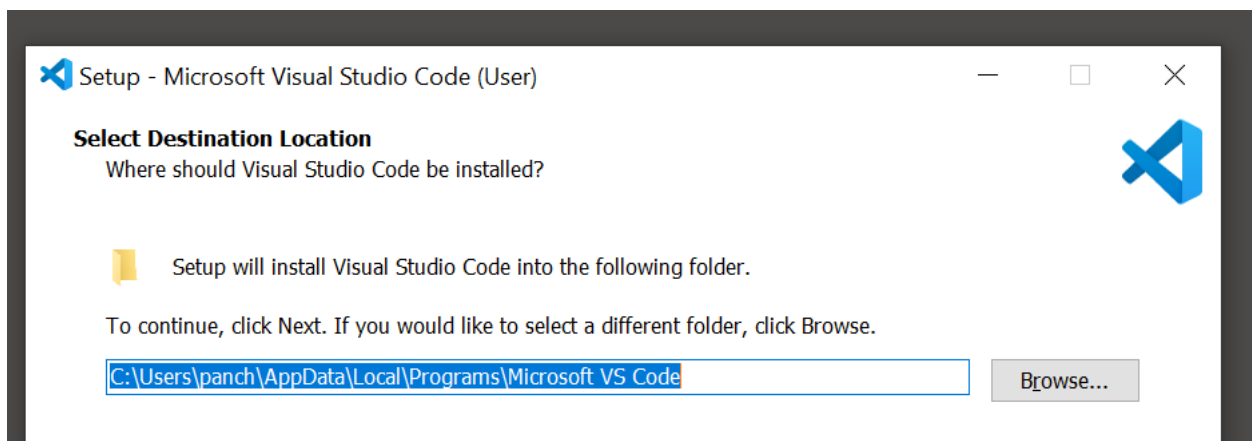 Setup - Microsoft Visual Studio Code (User)
Select Destination Location
Where should Visual Studio Code be installed?
Setup will install Visual Studio Code into the following folder.
To continue, click Next. If you would like to select a different folder, click Browse.
C:\Users\panch\AppData\Local\Programs\Microsoft VS Code
Browse...